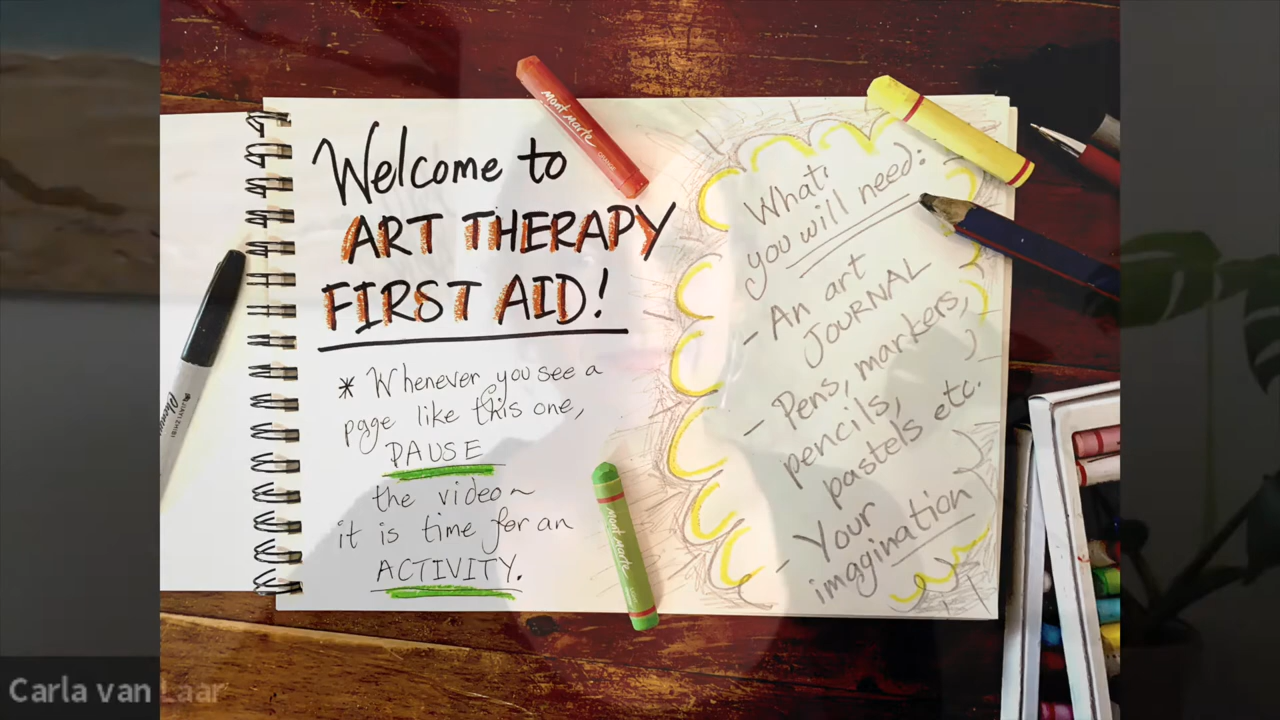 Welcome to
ART THERAPY
FIRST AID!
* Whenever you see a
page like this one,
PAUSE
the video ~
it is time for an
ACTIVITY.
What
you will need:
- An art
JOURNAL
- Pens, markers,
pencils,
pastels etc.
- Your
imagination
Mont Marte
Mont Marte
Carla van Laar